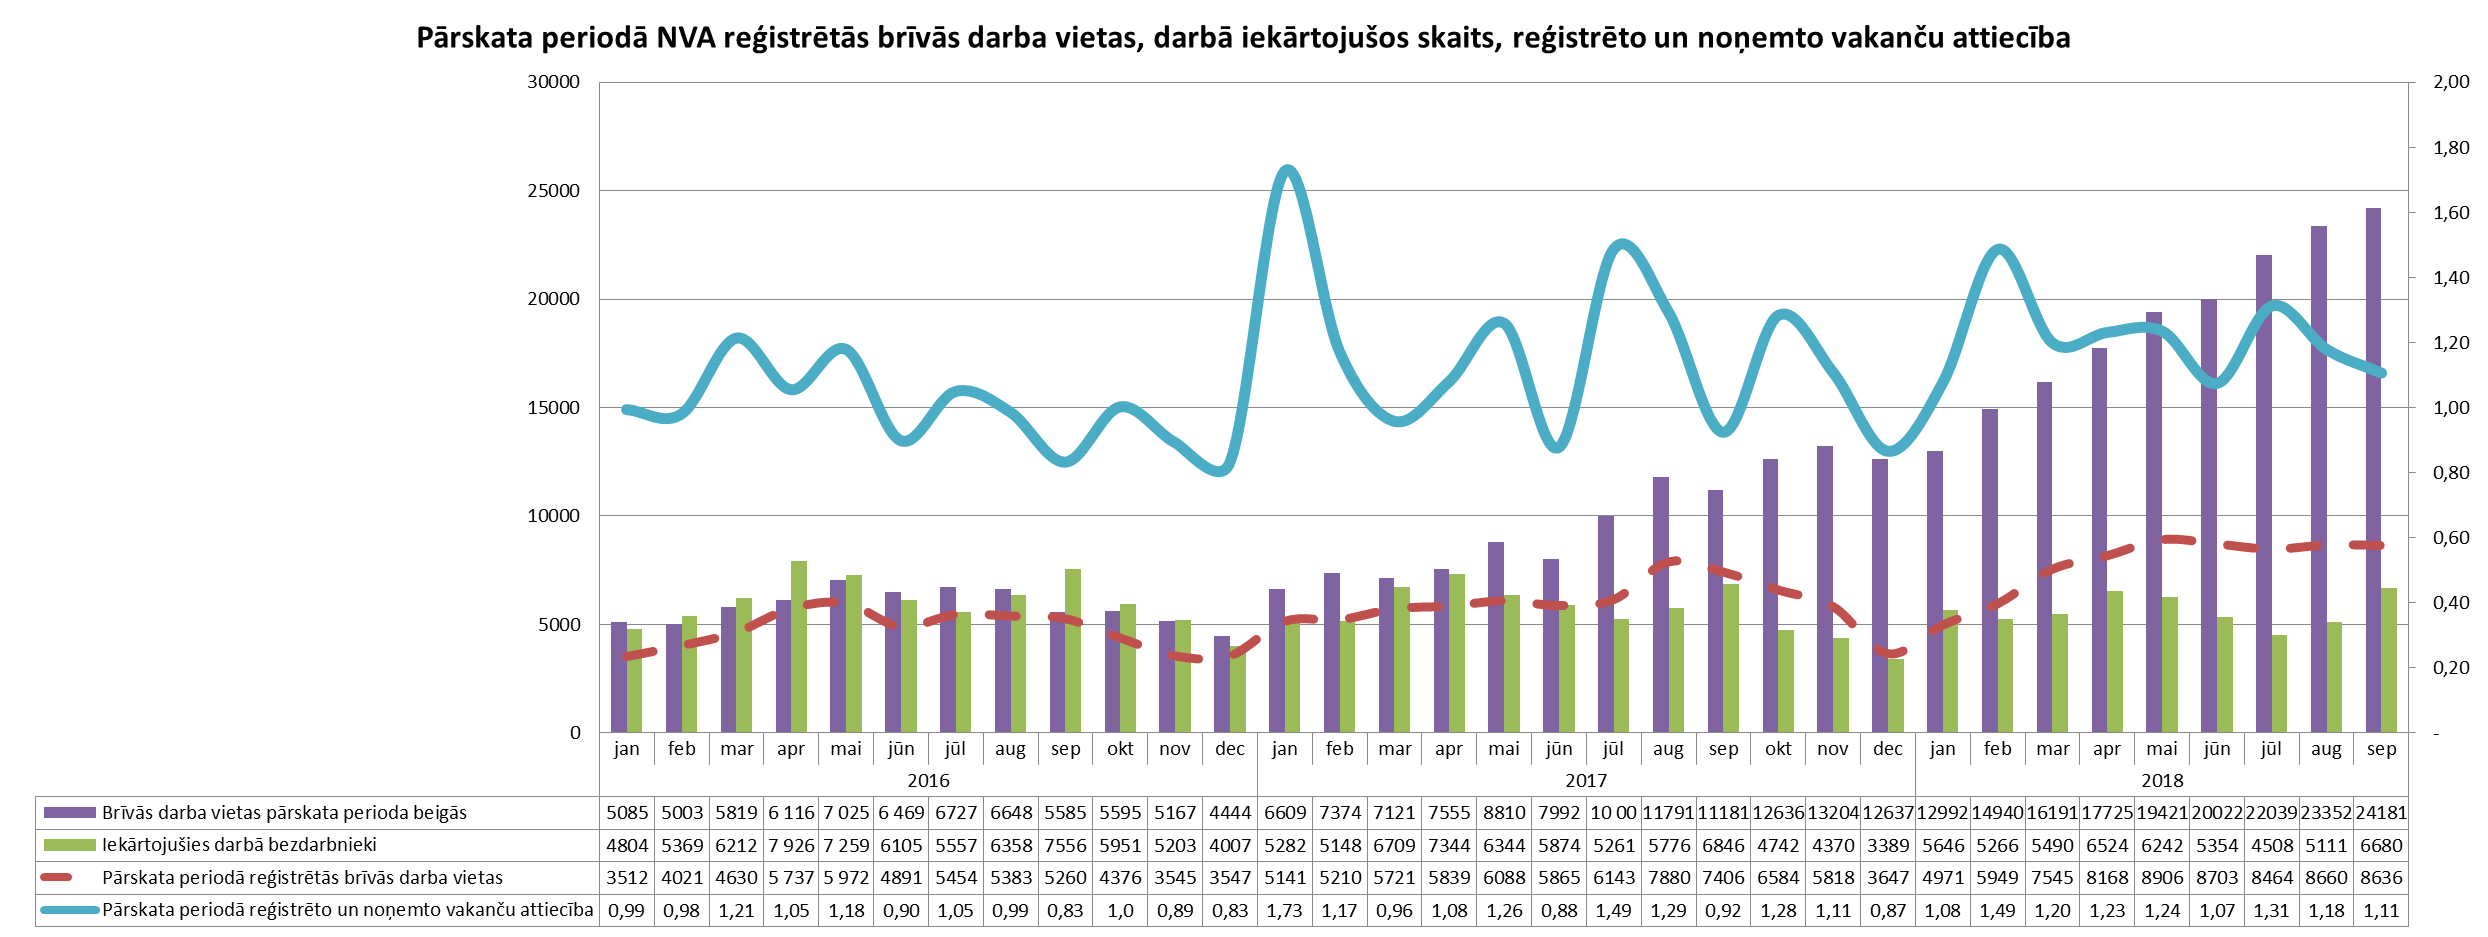 Pārskata periodā NVA reģistrētās brīvās darba vietas, darbā iekārtojušos skaits, reģistrēto un noņemto vakanču attiecība
30000 2,00
1,80
25000
1,60
1,40
20000
1,20
15000 1,00
0,80
10000
0,60
0,40
5000
0,20
0 -
jan feb mar apr mai jūn jūl aug sep okt nov dec jan feb mar apr mai jūn jūl aug sep okt nov dec jan feb mar apr mai jūn jūl aug sep
2016 2017 2018
Brīvās darba vietas pārskata perioda beigās 5085 5003 5819 6 116 7 025 6 469 6727 6648 5585 5595 5167 4444 6609 7374 7121 7555 8810 7992 10 00 11791 11181 12636 13204 12637 12992 14940 16191 17725 19421 20022 22039 23352 24181
Iekārtojušies darbā bezdarbnieki 4804 5369 6212 7 926 7 259 6105 5557 6358 7556 5951 5203 4007 5282 5148 6709 7344 6344 5874 5261 5776 6846 4742 4370 3389 5646 5266 5490 6524 6242 5354 4508 5111 6680
Pārskata periodā reģistrētās brīvās darba vietas 3512 4021 4630 5 737 5 972 4891 5454 5383 5260 4376 3545 3547 5141 5210 5721 5839 6088 5865 6143 7880 7406 6584 5818 3647 4971 5949 7545 8168 8906 8703 8464 8660 8636
Pārskata periodā reģistrēto un noņemto vakanču attiecība 0,99 0,98 1,21 1,05 1,18 0,90 1,05 0,99 0,83 1,0 0,89 0,83 1,73 1,17 0,96 1,08 1,26 0,88 1,49 1,29 0,92 1,28 1,11 0,87 1,08 1,49 1,20 1,23 1,24 1,07 1,31 1,18 1,11